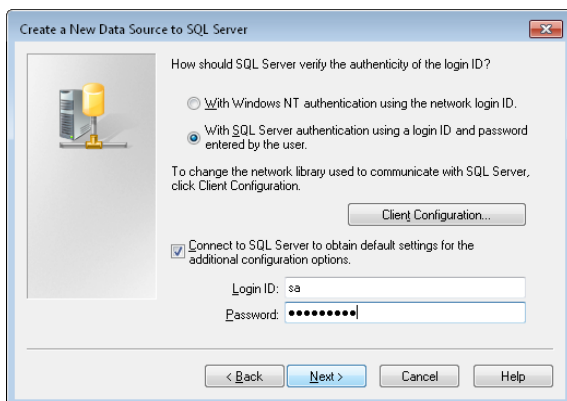 Create a New Data Source to SQL Server
How should SQL Server verify the authenticity of the login ID?
With Windows NT authentication using the network login ID.
With SQL Server authentication using a login ID and password
entered by the user.
To change the network library used to communicate with SQL Server,
click Client Configuration.
Client Configuration...
Connect to SQL Server to obtain default settings for the
additional configuration options.
Login ID: sa
Password: ●●●●●●●●●
< Back Next > Cancel Help